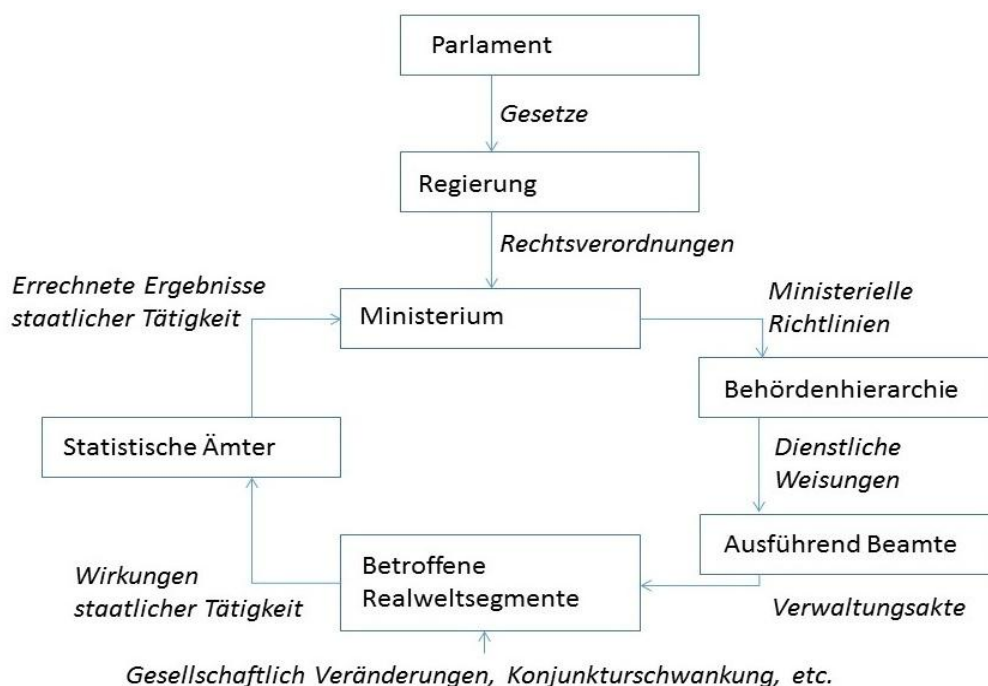 Parlament
Gesetze
Regierung
Rechtsverordnungen
Errechnete Ergebnisse
staatlicher Tätigkeit
Ministerium
Ministerielle
Richtlinien
Behördenhierarchie
Statistische Ämter
Dienstliche
Weisungen
Ausführend Beamte
Betroffene
Realweltsegmente
Wirkungen
staatlicher Tätigkeit
Verwaltungsakte
Gesellschaftlich Veränderungen, Konjunkturschwankung, etc.